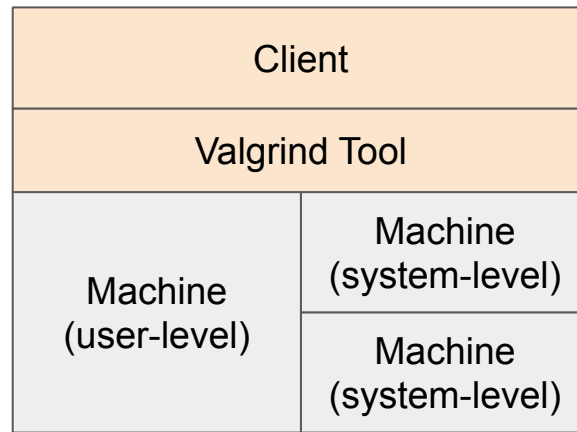 Client
Valgrind Tool
Machine
(user-level)
Machine
(system-level)
Machine
(system-level)